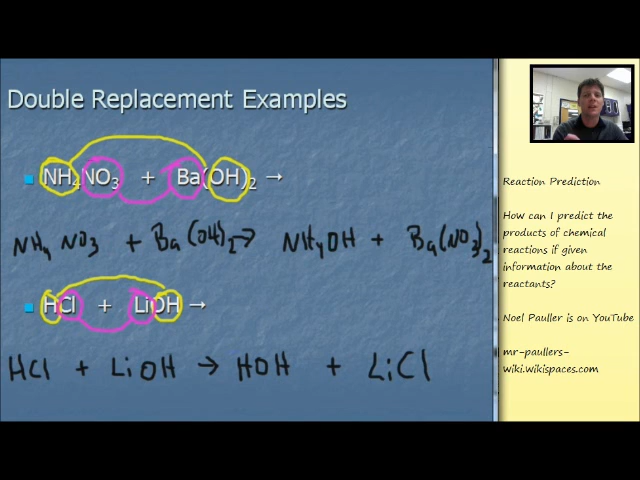 Double Replacement Examples
NH₄NO₃ + Ba(OH)₂ →
NH₄NO₃ + Ba(OH)₂ → NH₄OH + Ba(NO₃)₂
HCl + LiOH →
HCl + LiOH → HOH + LiCl
Reaction Prediction
How can I predict the
products of chemical
reactions if given
information about the
reactants?
Noel Pauller is on YouTube
mr-paullers-
wiki.wikispaces.com